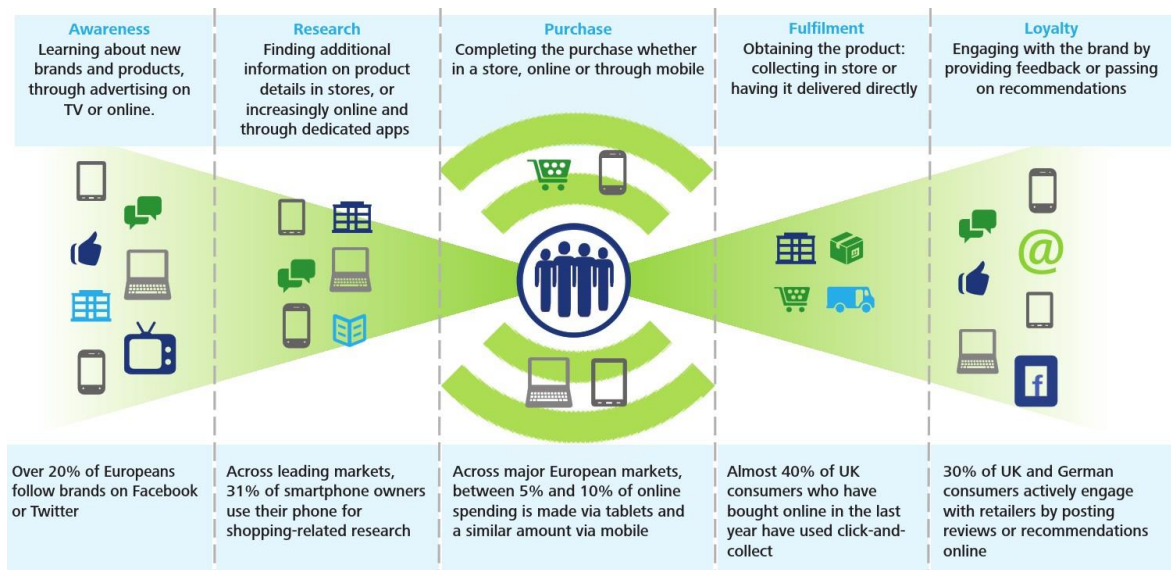 Awareness
Learning about new
brands and products,
through advertising on
TV or online.
Research
Finding additional
information on product
details in stores, or
increasingly online and
through dedicated apps
Purchase
Completing the purchase whether
in a store, online or through mobile
Fulfilment
Obtaining the product:
collecting in store or
having it delivered directly
Loyalty
Engaging with the brand by
providing feedback or passing
on recommendations
@
f
Over 20% of Europeans
follow brands on Facebook
or Twitter
Across leading markets,
31% of smartphone owners
use their phone for
shopping-related research
Across major European markets,
between 5% and 10% of online
spending is made via tablets and
a similar amount via mobile
Almost 40% of UK
consumers who have
bought online in the last
year have used click-and-
collect
30% of UK and German
consumers actively engage
with retailers by posting
reviews or recommendations
online